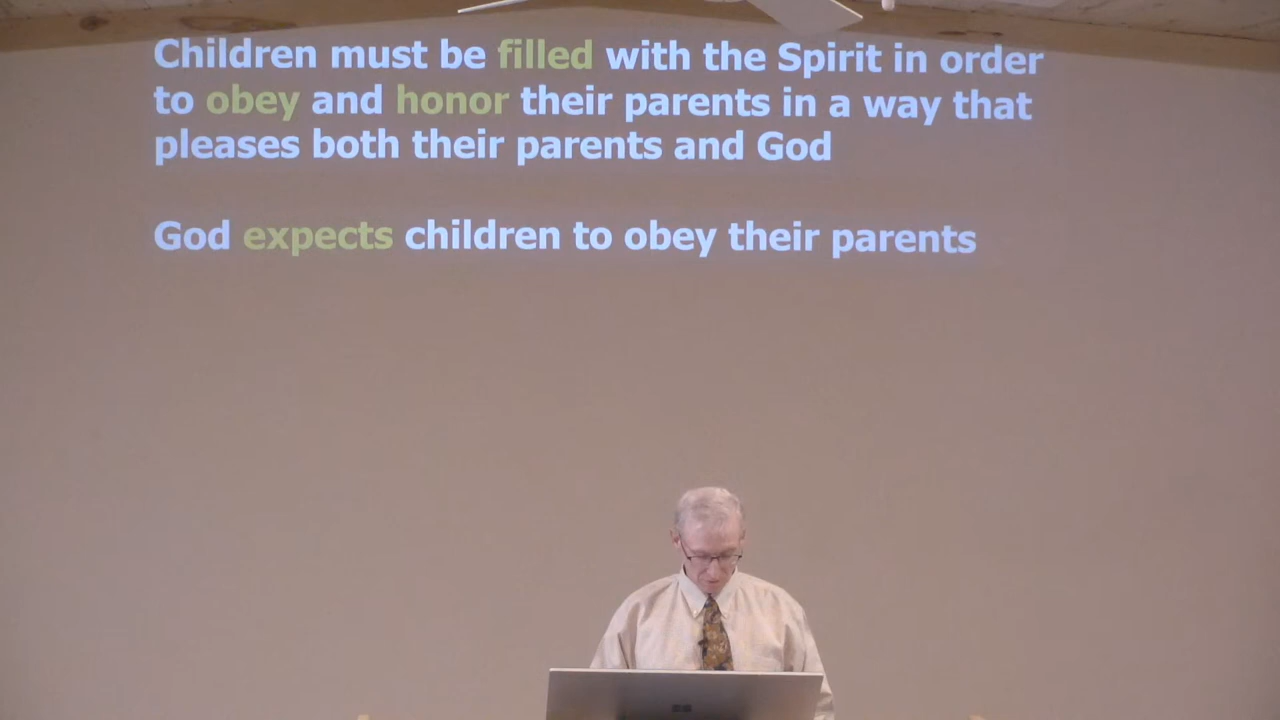 Children must be filled with the Spirit in order
to obey and honor their parents in a way that
pleases both their parents and God
God expects children to obey their parents